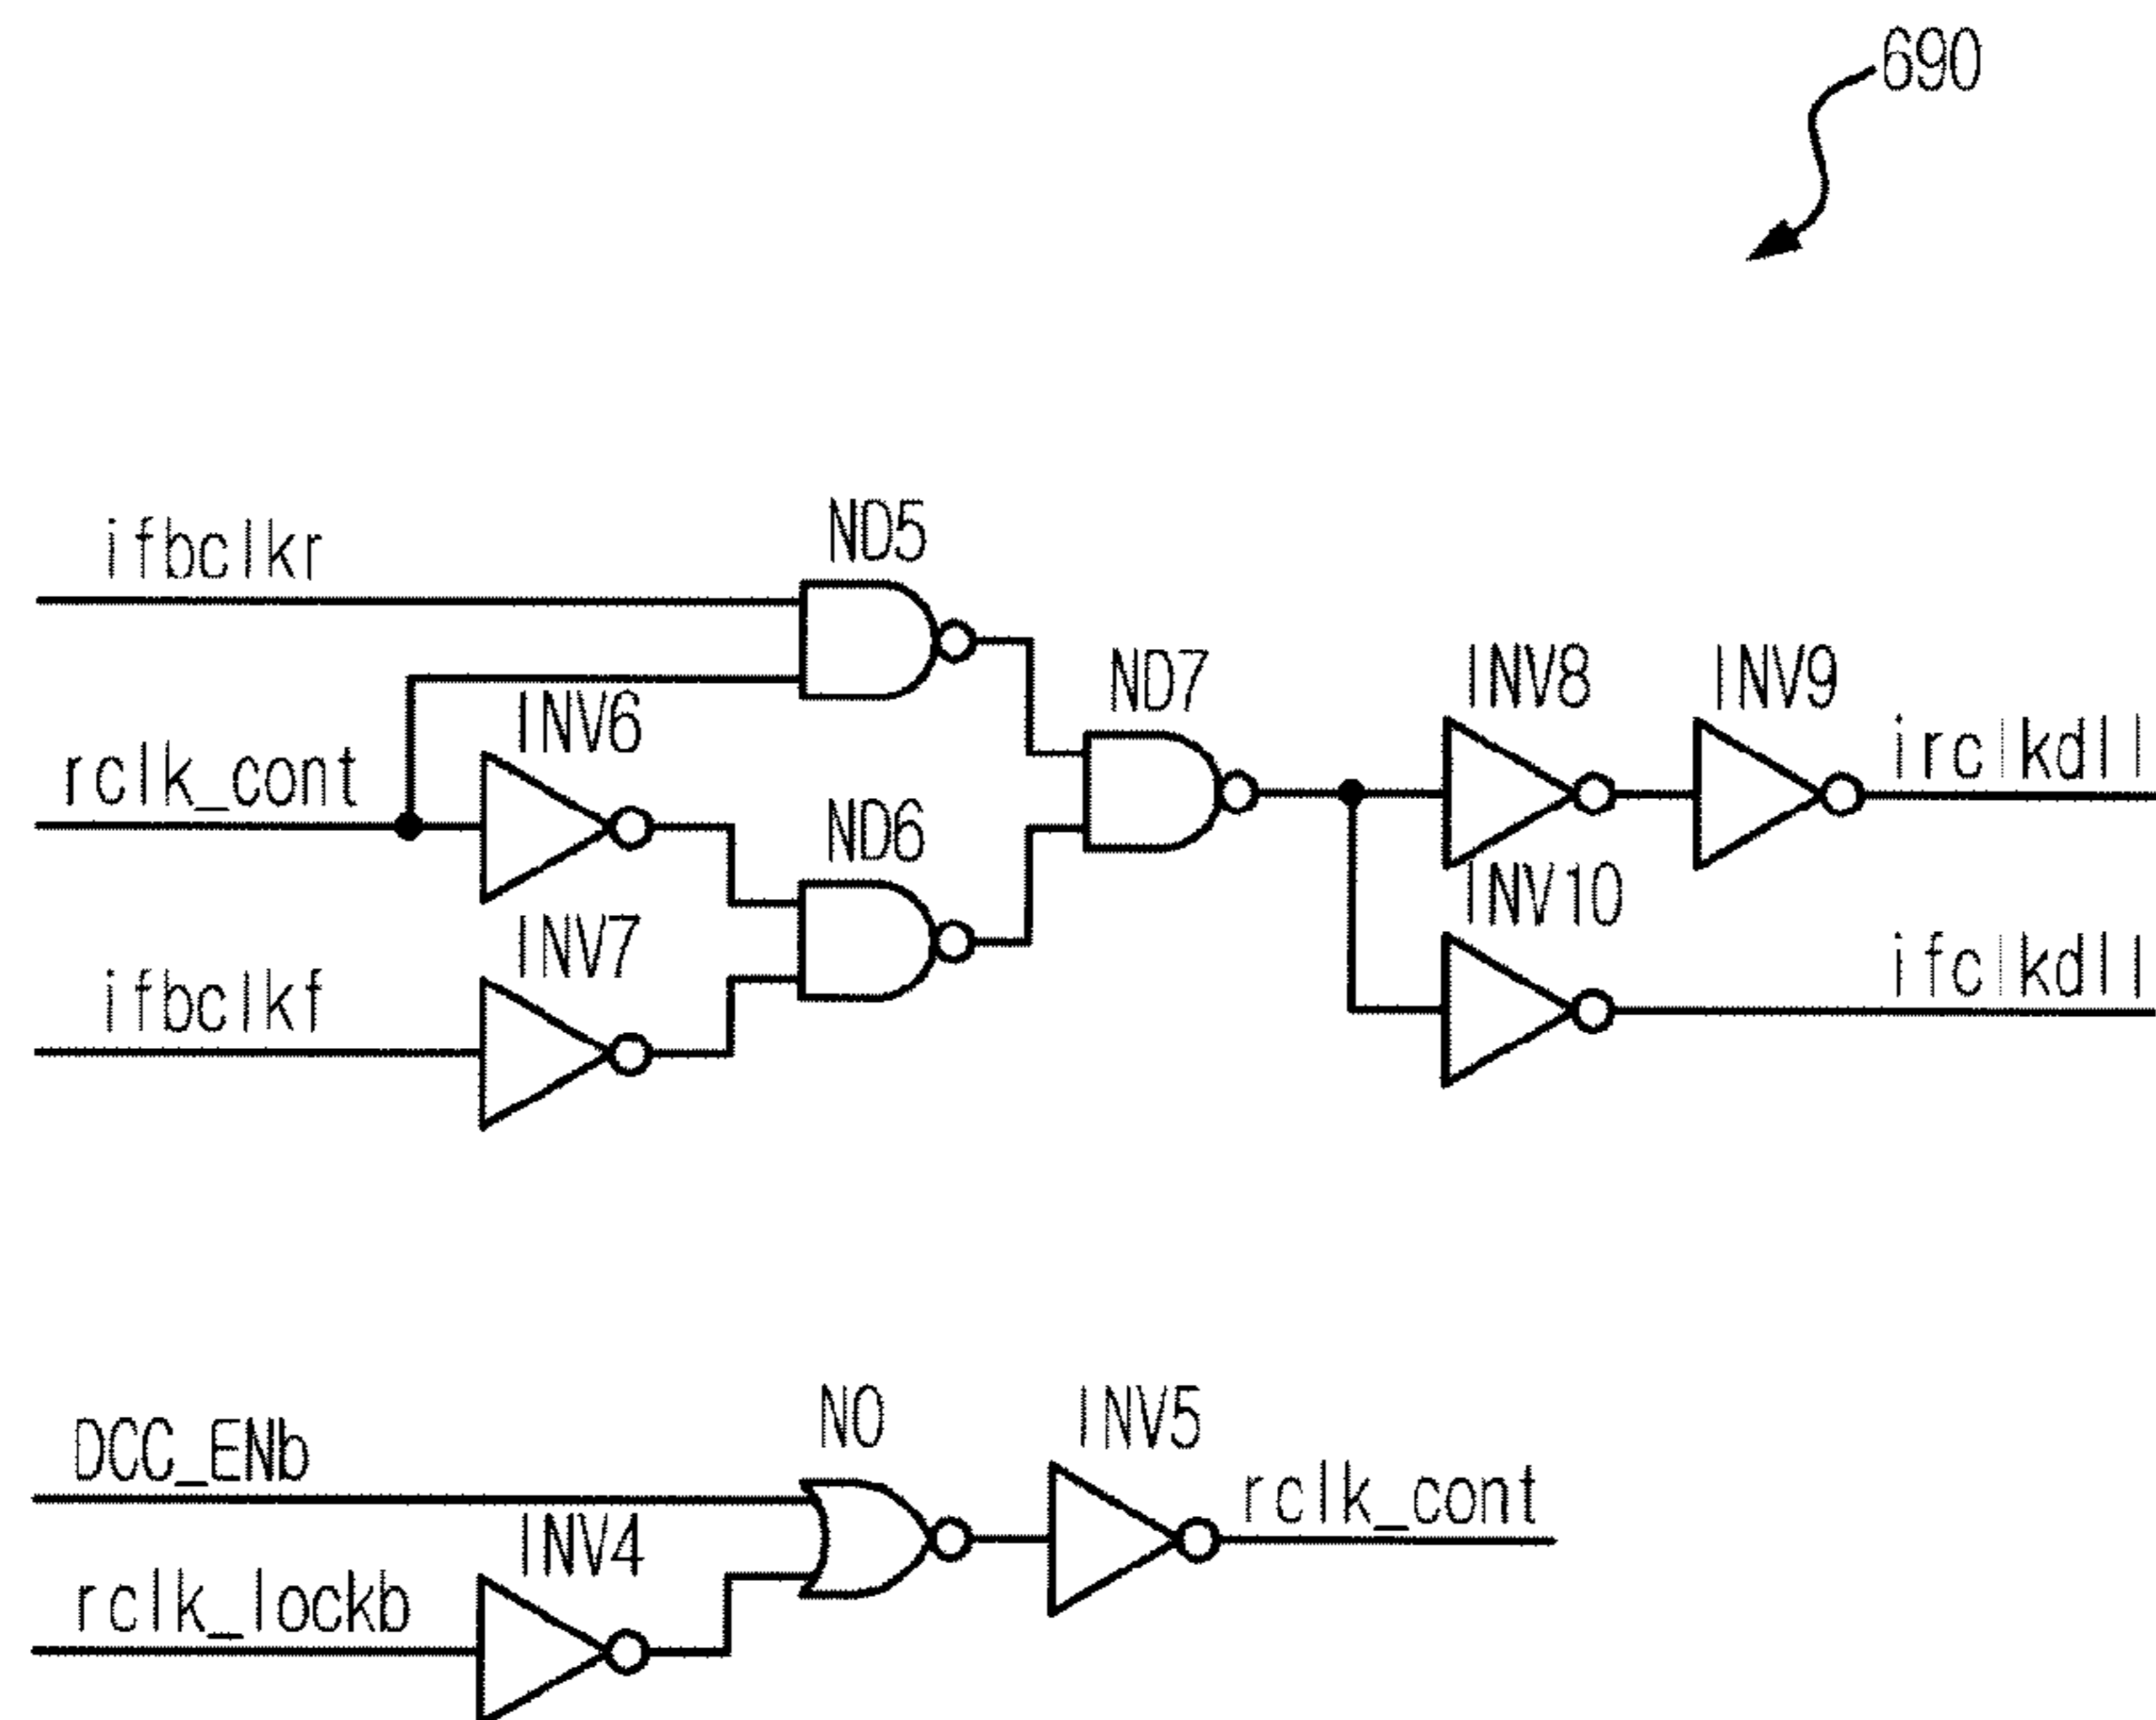 690
ND5
ifbclkr
ND7
INV8
INV9
INV6
irclkdll
rclk_cont
ND6
INV10
INV7
ifclkdll
ifbclkf
NO
INV5
DCC_ENb
rclk_cont
INV4
rclk_lockb